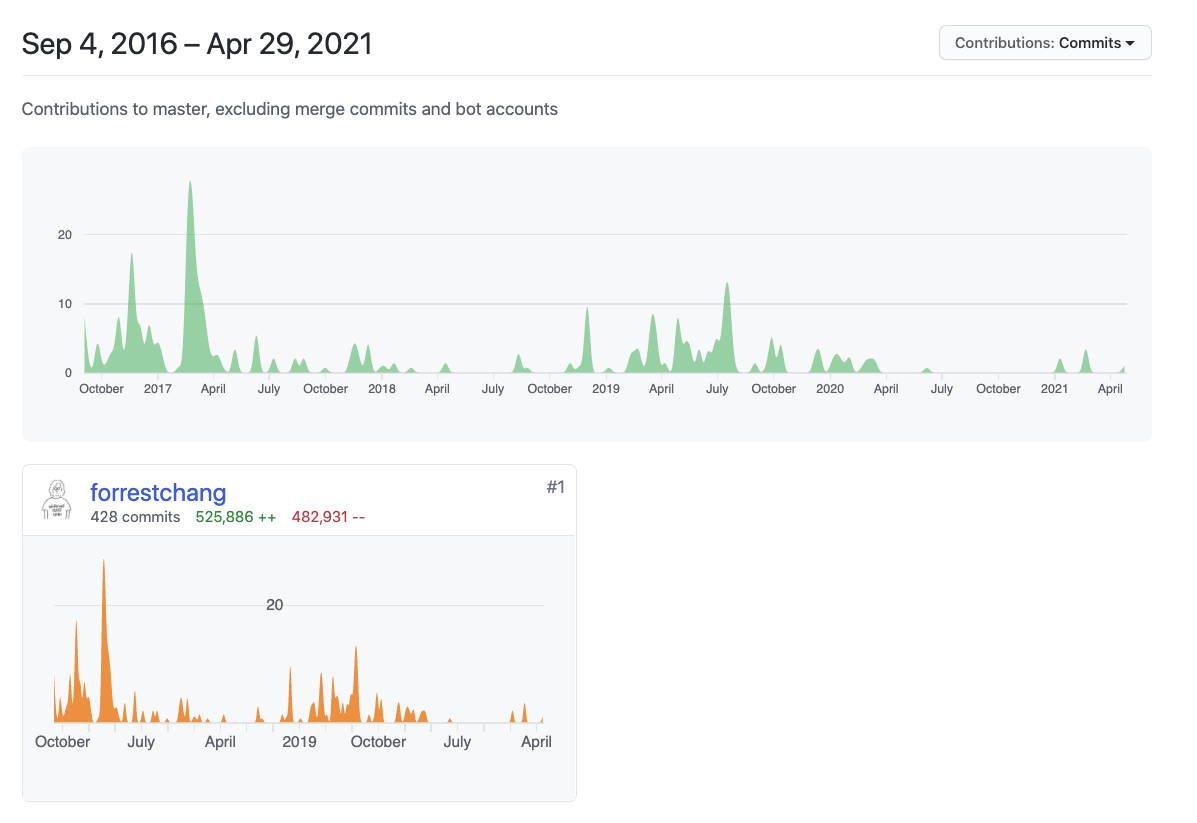 Sep 4, 2016 – Apr 29, 2021
Contributions: Commits
Contributions to master, excluding merge commits and bot accounts
20
10
0
October 2017 April July October 2018 April July October 2019 April July October 2020 April July October 2021 April
forrestchang
#1
428 commits 525,886 ++ 482,931 --
20
October July April 2019 October July April